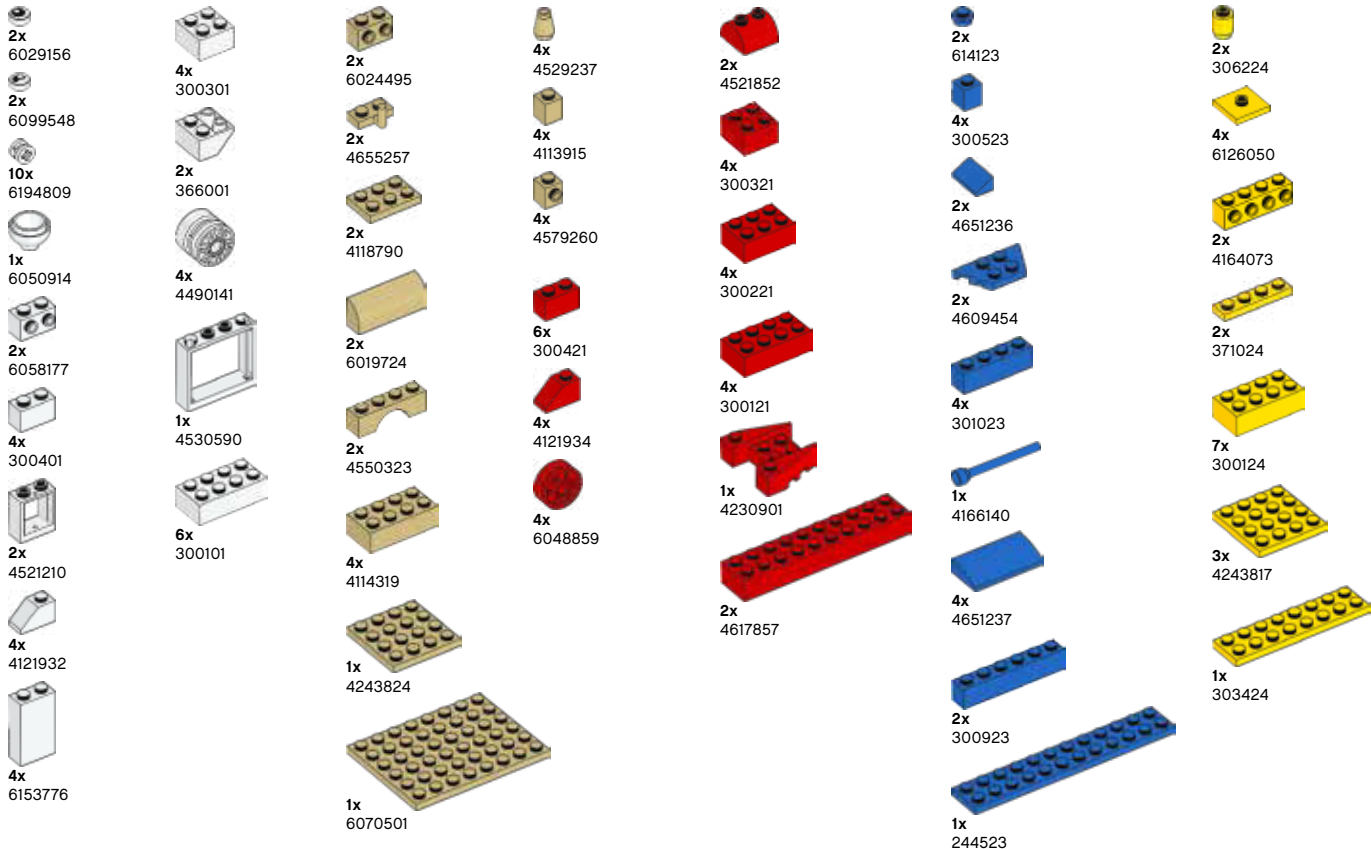 2x
6029156
2x
6099548
10x
6194809
1x
6050914
2x
6058177
4x
300401
2x
4521210
4x
4121932
4x
6153776
4x
300301
2x
366001
4x
4490141
1x
4530590
6x
300101
2x
6024495
2x
4655257
2x
4118790
2x
6019724
2x
4550323
4x
4114319
1x
4243824
1x
6070501
4x
4529237
4x
4113915
4x
4579260
6x
300421
4x
4121934
4x
6048859
2x
4521852
4x
300321
4x
300221
4x
300121
1x
4230901
2x
4617857
2x
614123
4x
300523
2x
4651236
2x
4609454
4x
301023
1x
4166140
4x
4651237
2x
300923
1x
244523
2x
306224
4x
6126050
2x
4164073
2x
371024
7x
300124
3x
4243817
1x
303424